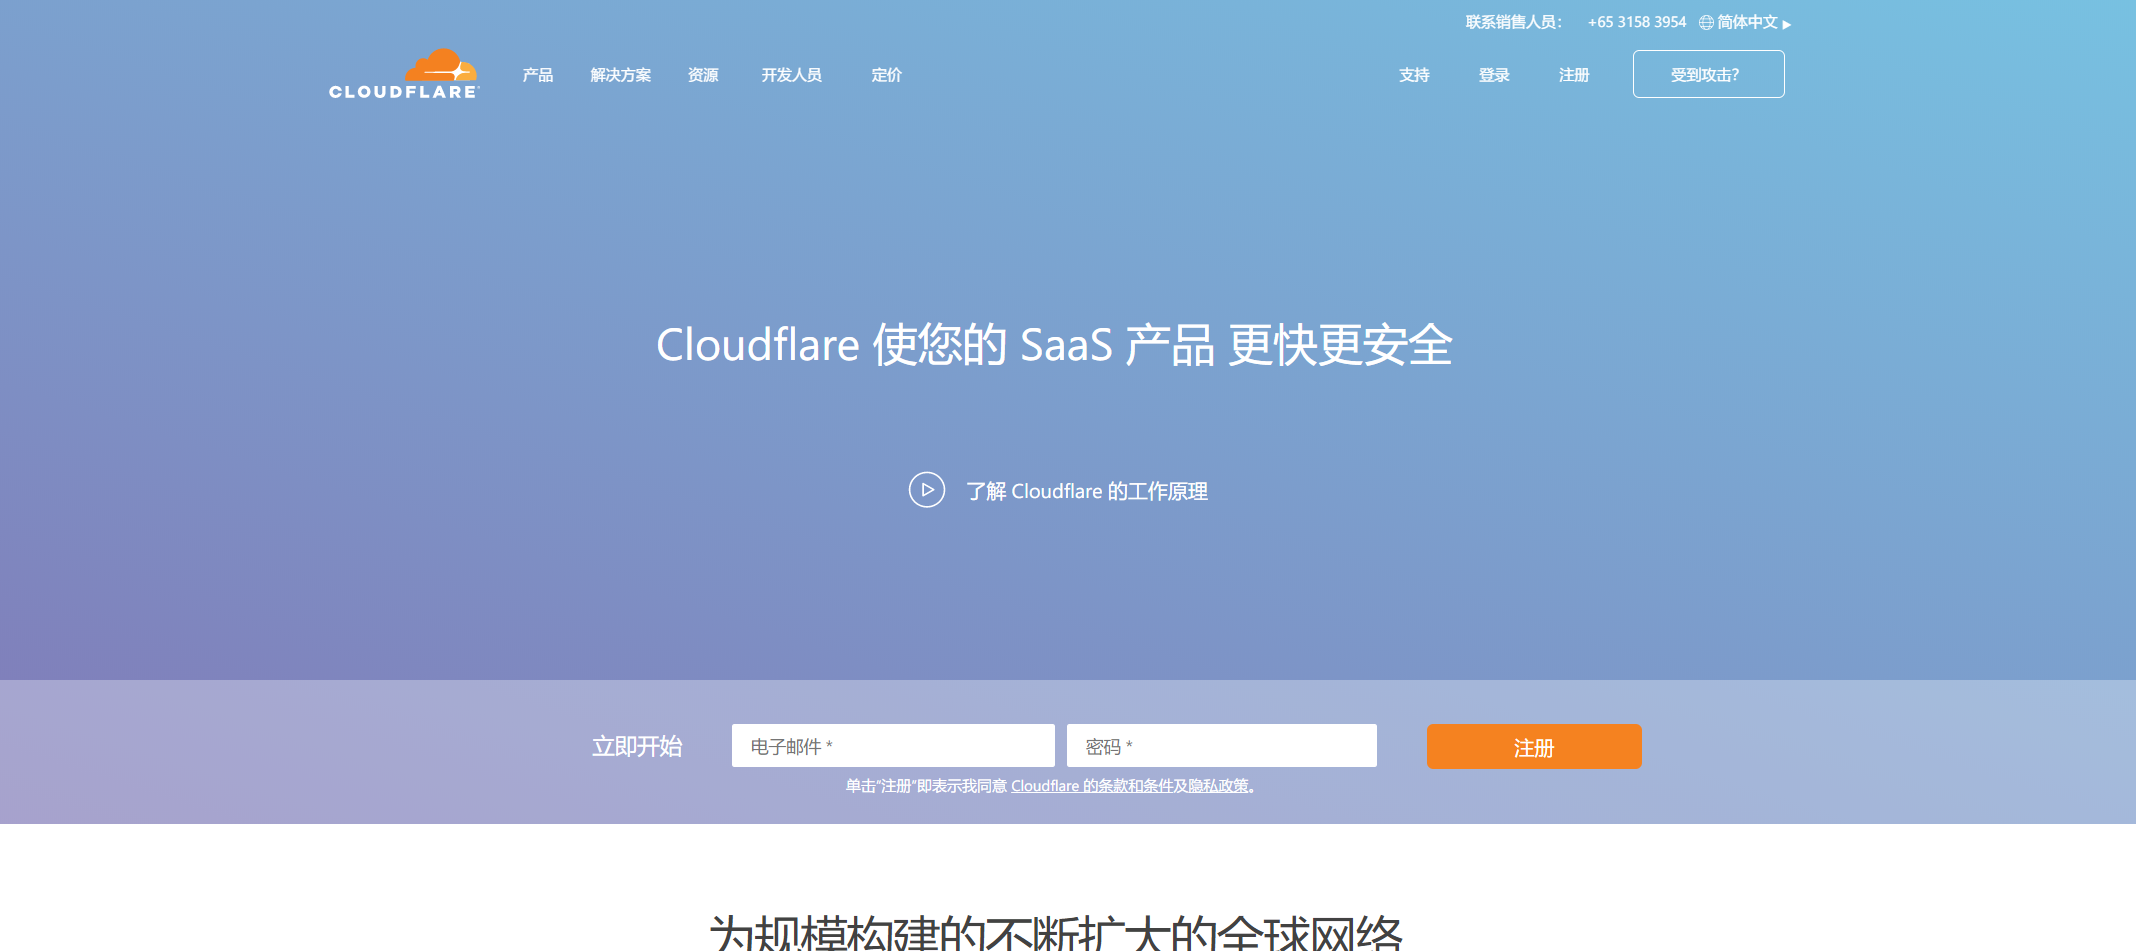 联系销售人员： +65 3158 3954 简体中文
CLOUDFLARE 产品 解决方案 资源 开发人员 定价 支持 登录 注册 受到攻击？
Cloudflare 使您的 SaaS 产品 更快更安全
了解 Cloudflare 的工作原理
立即开始 电子邮件 * 密码 * 注册
单击“注册”即表示我同意 Cloudflare 的条款和条件及隐私政策。
为规模构建的不断扩大的全球网络